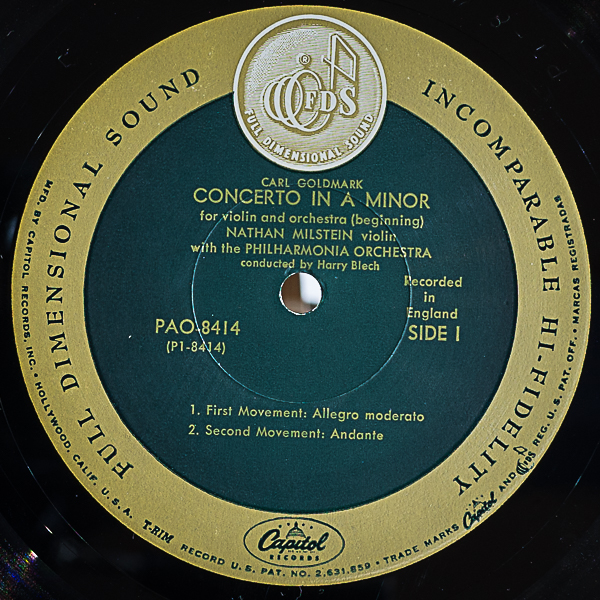 FULL DIMENSIONAL SOUND
INCOMPARABLE HI-FIDELITY
®
FDS
FULL DIMENSIONAL SOUND
CARL GOLDMARK
CONCERTO IN A MINOR
for violin and orchestra (beginning)
NATHAN MILSTEIN violin
with the PHILHARMONIA ORCHESTRA
conducted by Harry Blech
Recorded
in
England
PAO-8414
SIDE 1
(P1-8414)
1. First Movement: Allegro moderato
2. Second Movement: Andante
Capitol
RECORDS
MFD. BY CAPITOL RECORDS, INC. • HOLLYWOOD, CALIF. U. S. A. T-RIM RECORD U.S. PAT. NO. 2,631,859 • TRADE MARKS Capitol AND FDS REG. U. S. PAT. OFF. • MARCAS REGISTRADAS